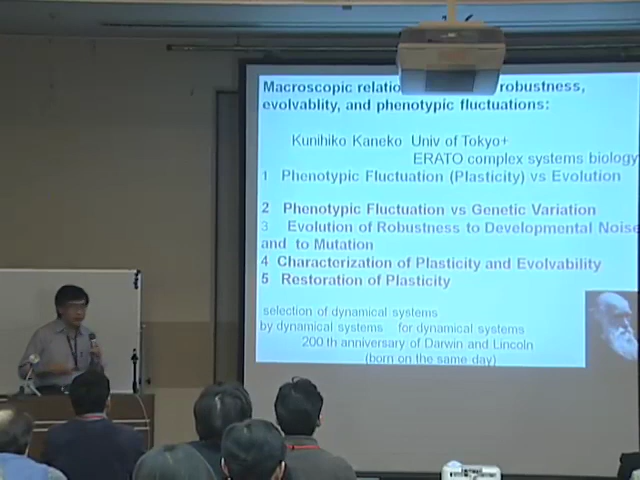 Macroscopic relatio robustness,
evolvablity, and phenotypic fluctuations:
Kunihiko Kaneko Univ of Tokyo+
ERATO complex systems biology
1 Phenotypic Fluctuation (Plasticity) vs Evolution
2 Phenotypic Fluctuation vs Genetic Variation
3 Evolution of Robustness to Developmental Noise
and to Mutation
4 Characterization of Plasticity and Evolvability
5 Restoration of Plasticity
selection of dynamical systems
by dynamical systems for dynamical systems
200th anniversary of Darwin and Lincoln
(born on the same day)